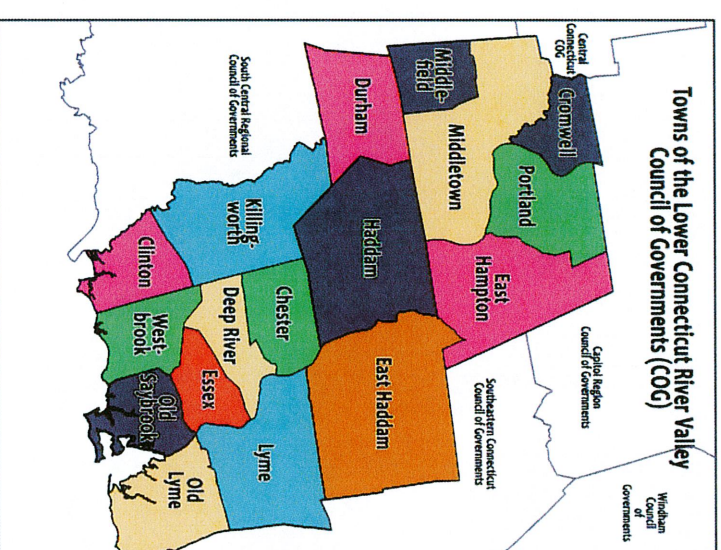 Towns of the Lower Connecticut River Valley
Council of Governments (COG)
Windham
Council
of
Governments
Capitol Region
Council of Governments
Central
Connecticut
COG
Cromwell
Portland
East
Hampton
Middle-
field
Middletown
Southeastern Connecticut
Council of Governments
Durham
Haddam
East Haddam
South Central Regional
Council of Governments
Killing-
worth
Chester
Deep River
Lyme
Essex
Clinton
West-
brook
Old
Saybrook
Old
Lyme